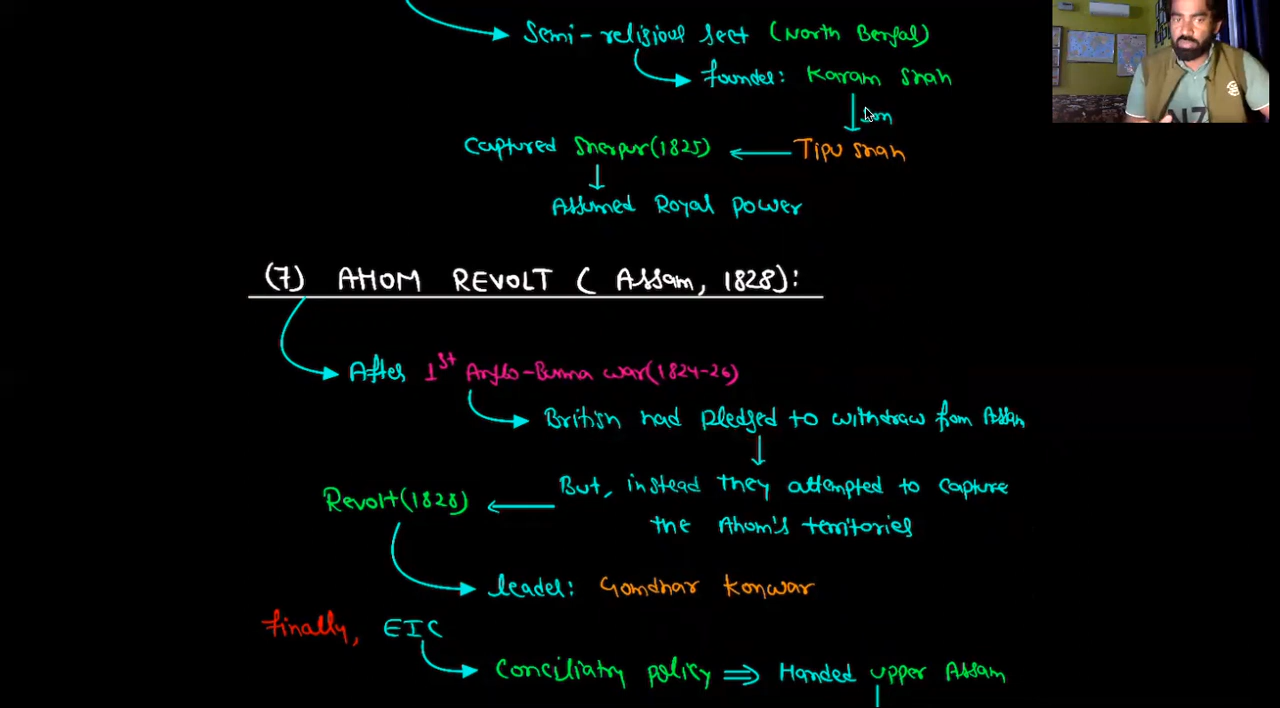 Semi-religious sect (North Bengal)
founder: Karam Shah
son
Captured Sherpur(1825) Tipu Shah
Assumed Royal power
(7) AHOM REVOLT ( Assam, 1828):
After 1st Anglo-Burma war(1824-26)
British had pledged to withdraw from Assam
But, instead they attempted to capture
Revolt(1828)
the Ahom's territories
leader: Gomdhar Konwar
finally, EIC
Conciliatry policy ⇒ Handed upper Assam